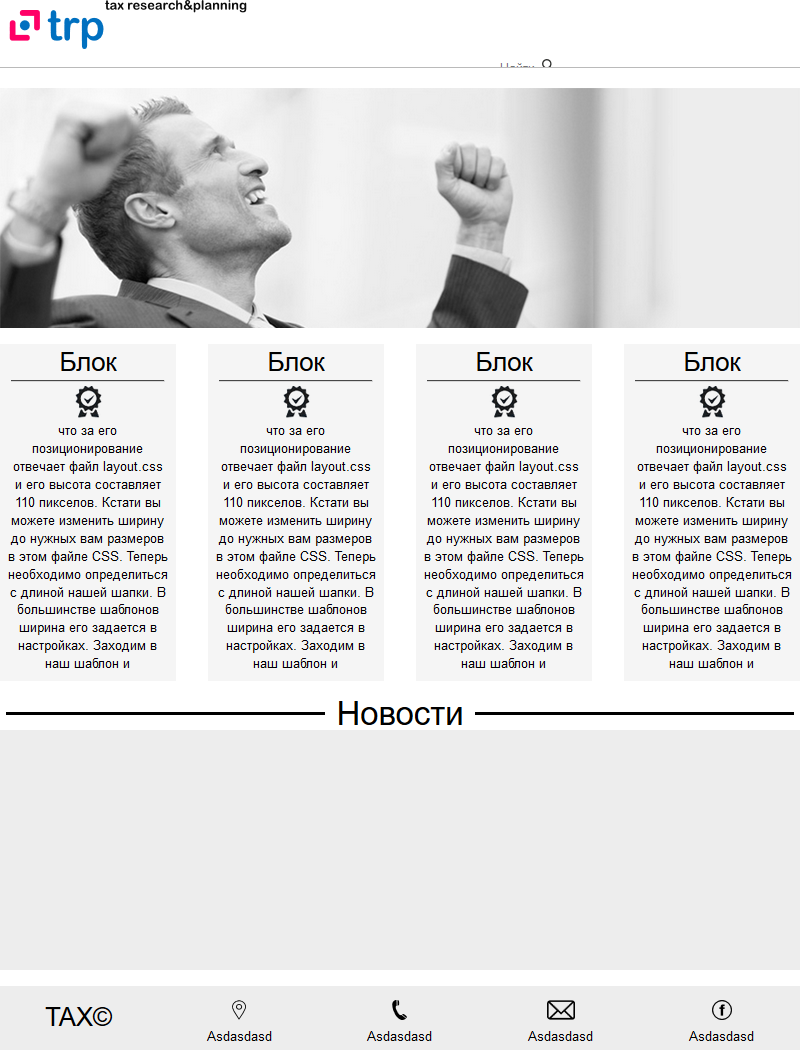 tax research&planning
trp
Найти
Блок
что за его
позиционирование
отвечает файл layout.css
и его высота составляет
110 пикселов. Кстати вы
можете изменить ширину
до нужных вам размеров
в этом файле CSS. Теперь
необходимо определиться
с длиной нашей шапки. В
большинстве шаблонов
ширина его задается в
настройках. Заходим в
наш шаблон и
Блок
что за его
позиционирование
отвечает файл layout.css
и его высота составляет
110 пикселов. Кстати вы
можете изменить ширину
до нужных вам размеров
в этом файле CSS. Теперь
необходимо определиться
с длиной нашей шапки. В
большинстве шаблонов
ширина его задается в
настройках. Заходим в
наш шаблон и
Блок
что за его
позиционирование
отвечает файл layout.css
и его высота составляет
110 пикселов. Кстати вы
можете изменить ширину
до нужных вам размеров
в этом файле CSS. Теперь
необходимо определиться
с длиной нашей шапки. В
большинстве шаблонов
ширина его задается в
настройках. Заходим в
наш шаблон и
Блок
что за его
позиционирование
отвечает файл layout.css
и его высота составляет
110 пикселов. Кстати вы
можете изменить ширину
до нужных вам размеров
в этом файле CSS. Теперь
необходимо определиться
с длиной нашей шапки. В
большинстве шаблонов
ширина его задается в
настройках. Заходим в
наш шаблон и
Новости
TAX©
Asdasdasd
Asdasdasd
Asdasdasd
Asdasdasd